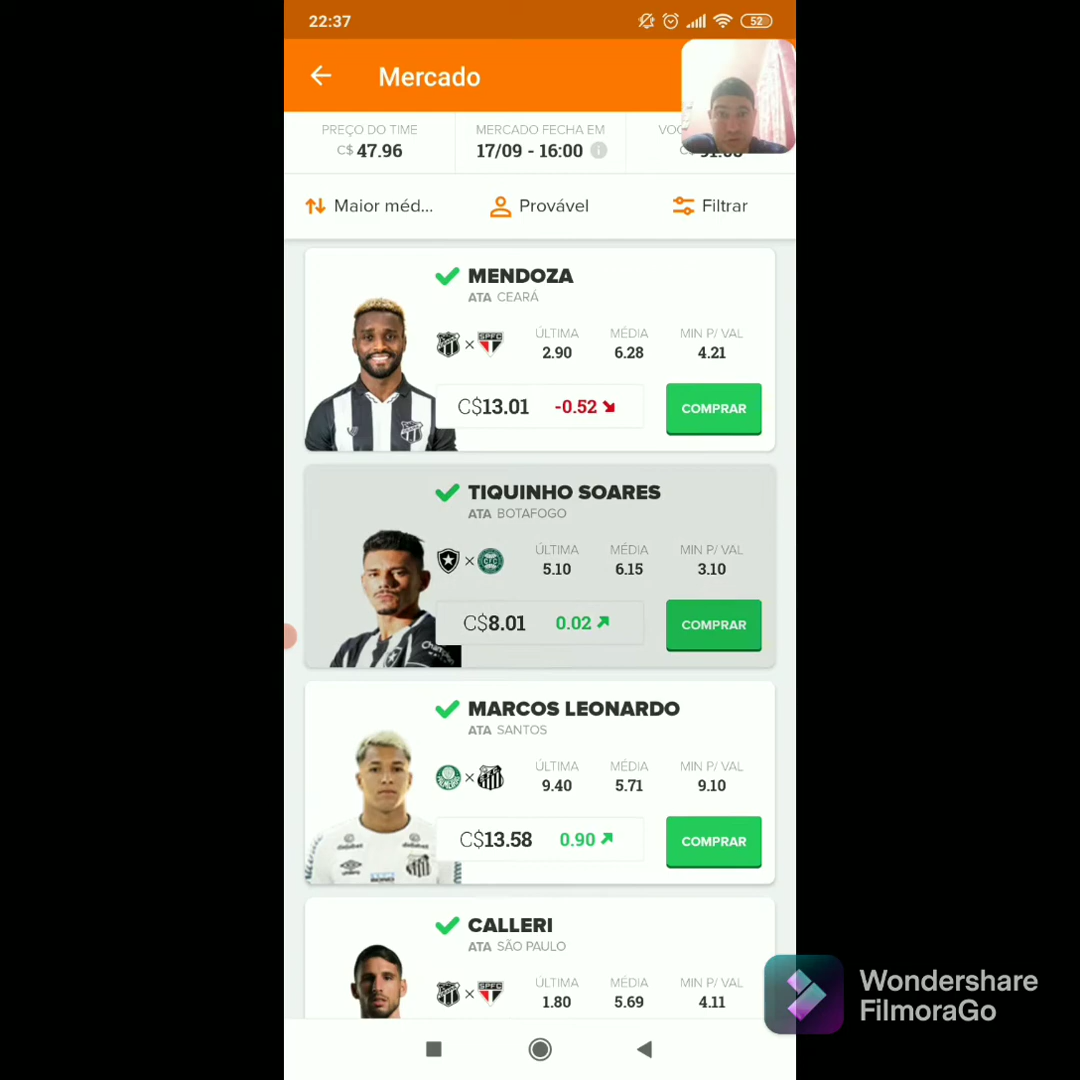 22:37
52
Mercado
PREÇO DO TIME
C$ 47.96
MERCADO FECHA EM
17/09 - 16:00
Maior méd...
Provável
Filtrar
MENDOZA
ATA CEARÁ
ÚLTIMA MÉDIA MIN P/ VAL
2.90 6.28 4.21
C$13.01 -0.52
COMPRAR
TIQUINHO SOARES
ATA BOTAFOGO
ÚLTIMA MÉDIA MIN P/ VAL
5.10 6.15 3.10
C$8.01 0.02
COMPRAR
MARCOS LEONARDO
ATA SANTOS
ÚLTIMA MÉDIA MIN P/ VAL
9.40 5.71 9.10
C$13.58 0.90
COMPRAR
CALLERI
ATA SÃO PAULO
ÚLTIMA MÉDIA MIN P/ VAL
1.80 5.69 4.11
Wondershare
FilmoraGo